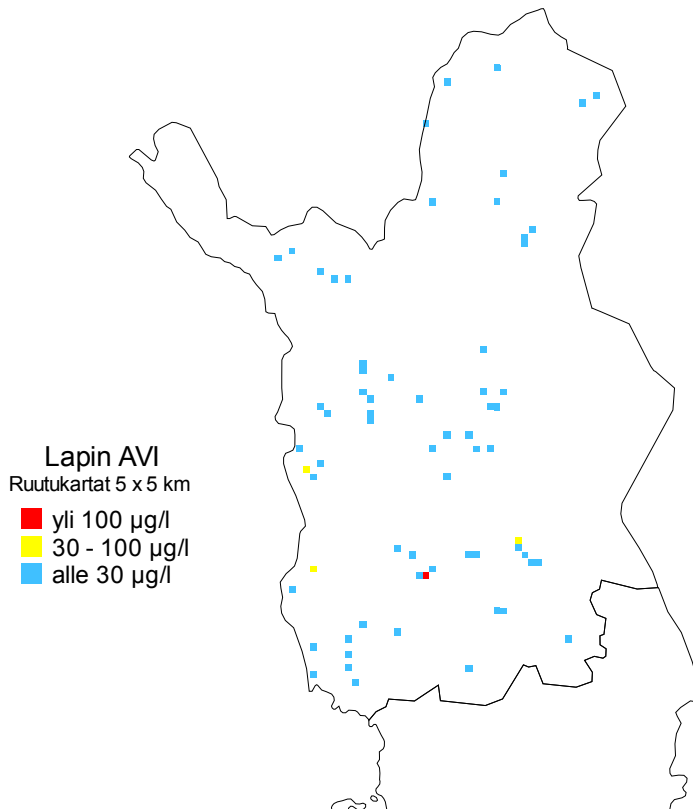 Lapin AVI
Ruutukartat 5 x 5 km
yli 100 µg/l
30 - 100 µg/l
alle 30 µg/l